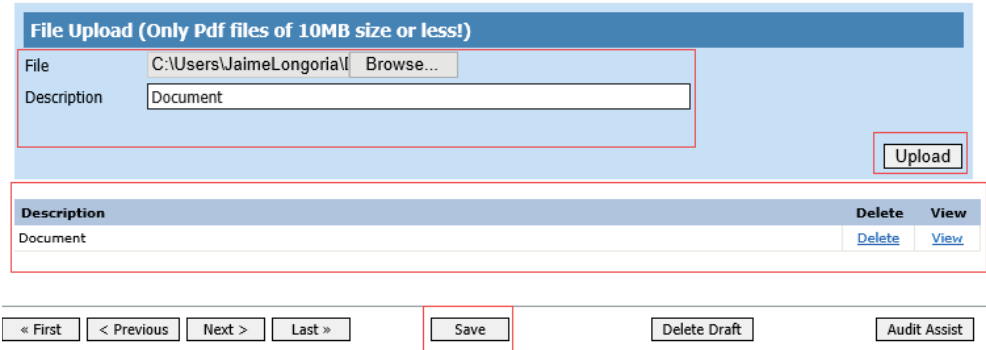 File Upload (Only Pdf files of 10MB size or less!)
File C:\Users\JaimeLongoria\ Browse...
Description Document
Upload
Description Delete View
Document Delete View
« First < Previous Next > Last » Save Delete Draft Audit Assist